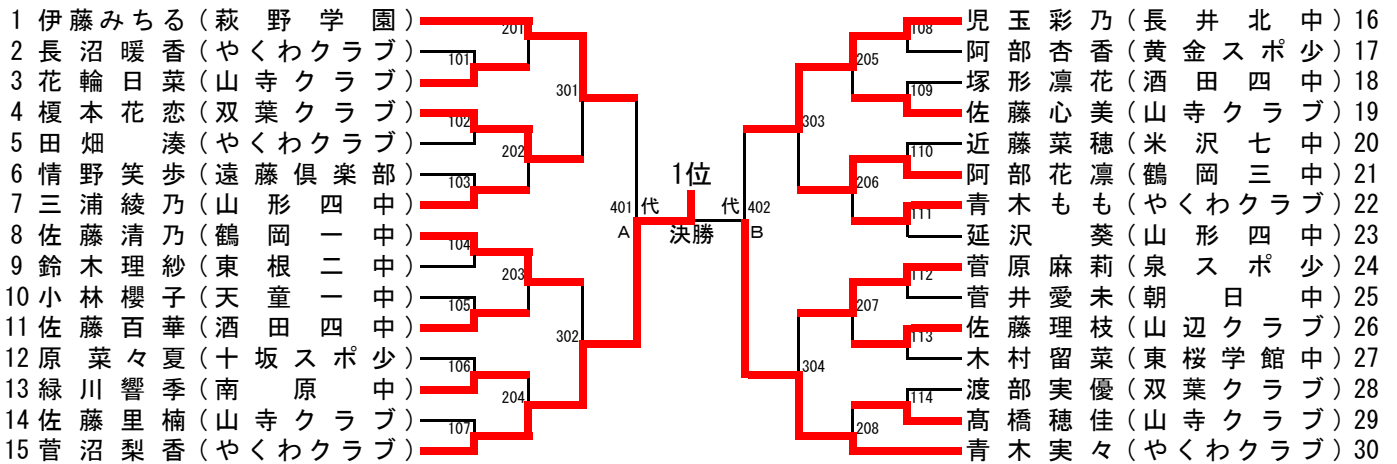 1 伊藤みちる(萩野学園)
2 長沼暖香(やくわクラブ)
3 花輪日菜(山寺クラブ)
4 榎本花恋(双葉クラブ)
5 田畑 湊(やくわクラブ)
6 情野笑歩(遠藤倶楽部)
7 三浦綾乃(山形四中)
8 佐藤清乃(鶴岡一中)
9 鈴木理紗(東根二中)
10 小林櫻子(天童一中)
11 佐藤百華(酒田四中)
12 原菜々夏(十坂スポ少)
13 緑川響季(南原中)
14 佐藤里楠(山寺クラブ)
15 菅沼梨香(やくわクラブ)
201
101
301
102
202
103
104
203
105
302
106
204
107
1位
401 代 代 402
A 決勝 B
108
205
109
303
110
206
111
112
207
113
304
114
208
児玉彩乃(長井北中) 16
阿部杏香(黄金スポ少) 17
塚形凛花(酒田四中) 18
佐藤心美(山寺クラブ) 19
近藤菜穂(米沢七中) 20
阿部花凛(鶴岡三中) 21
青木もも(やくわクラブ) 22
延沢 葵(山形四中) 23
菅原麻莉(泉スポ少) 24
菅井愛未(朝日中) 25
佐藤理枝(山辺クラブ) 26
木村留菜(東桜学館中) 27
渡部実優(双葉クラブ) 28
髙橋穂佳(山寺クラブ) 29
青木実々(やくわクラブ) 30